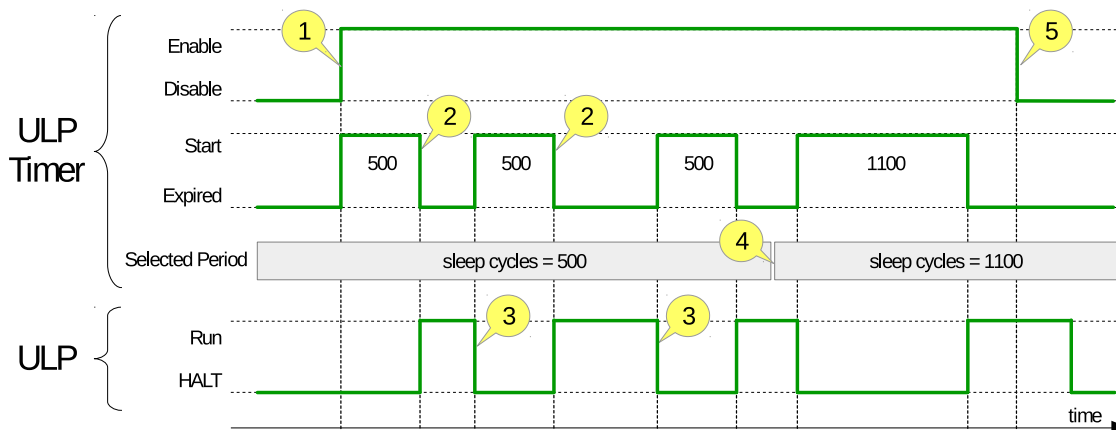 1
5
Enable
Disable
ULP
Timer
2
2
Start
500
500
500
1100
Expired
4
Selected Period
sleep cycles = 500
sleep cycles = 1100
3
3
ULP
Run
HALT
time